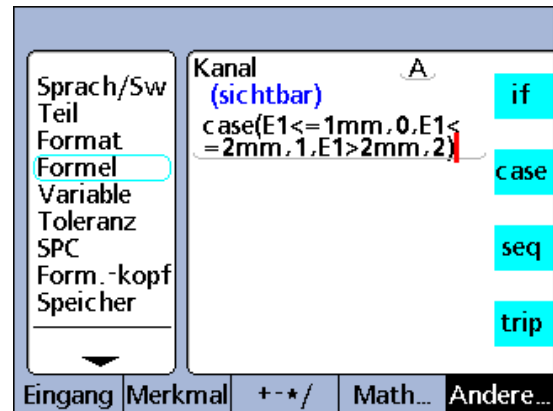 Sprach/Sw
Teil
Format
Formel
Variable
Toleranz
SPC
Form.-kopf
Speicher
Kanal A
(sichtbar)
case(E1<=1mm,0,E1<
=2mm,1,E1>2mm,2)
if
case
seq
trip
Eingang Merkmal +-*/ Math... Andere...